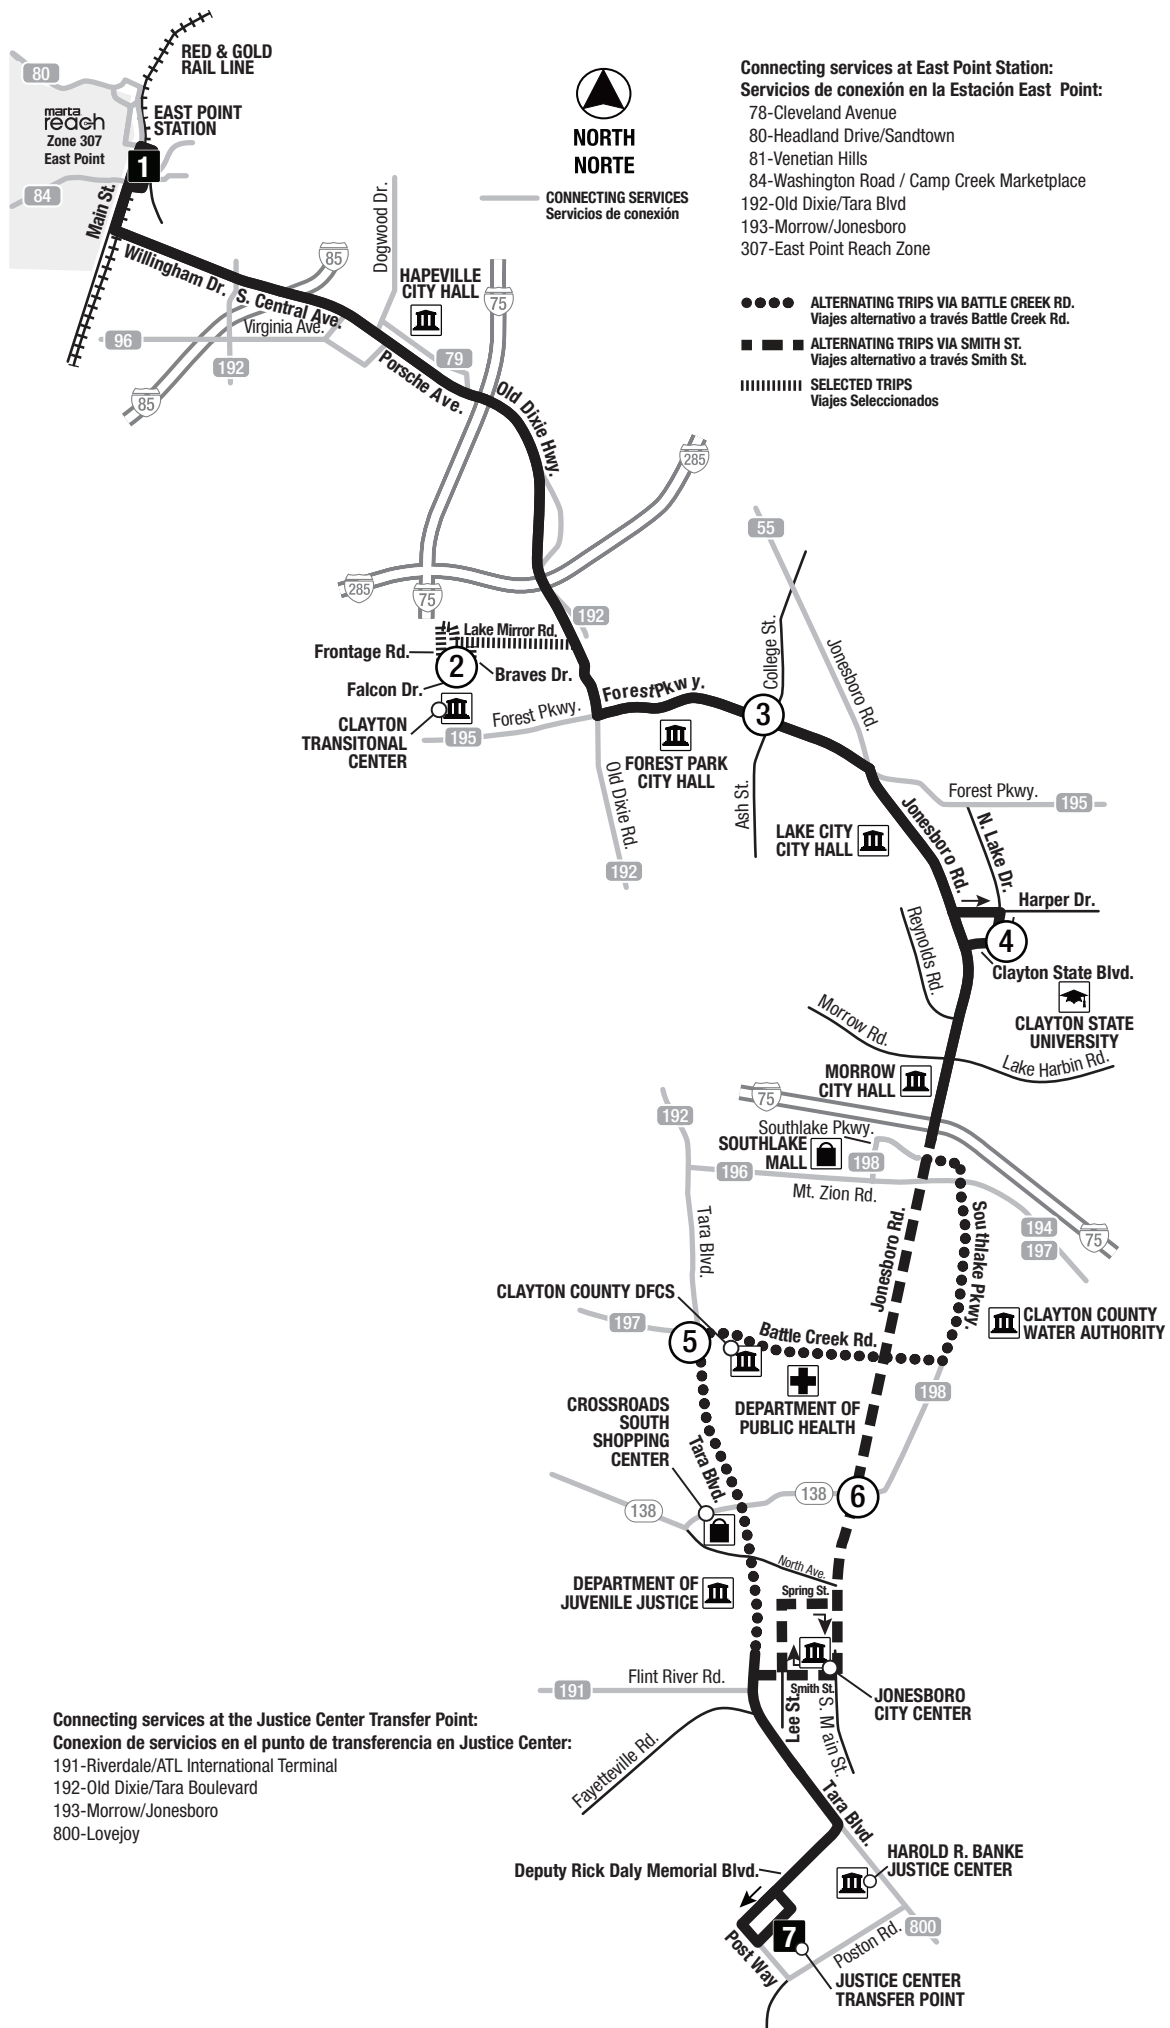 RED & GOLD
RAIL LINE
80
marta
reach
Zone 307
East Point
EAST POINT
STATION
1
84
Main St.
NORTH
NORTE
CONNECTING SERVICES
Servicios de conexión
Connecting services at East Point Station:
Servicios de conexión en la Estación East Point:
78-Cleveland Avenue
80-Headland Drive/Sandtown
81-Venetian Hills
84-Washington Road / Camp Creek Marketplace
192-Old Dixie/Tara Blvd
193-Morrow/Jonesboro
307-East Point Reach Zone
ALTERNATING TRIPS VIA BATTLE CREEK RD.
Viajes alternativo a través Battle Creek Rd.
ALTERNATING TRIPS VIA SMITH ST.
Viajes alternativo a través Smith St.
SELECTED TRIPS
Viajes Seleccionados
Willingham Dr.
85
Dogwood Dr.
HAPEVILLE
CITY HALL
75
S. Central Ave.
Virginia Ave.
96
192
79
85
Porsche Ave.
Old Dixie Hwy.
285
55
285
75
192
College St.
Lake Mirror Rd.
Frontage Rd.
2
Braves Dr.
Falcon Dr.
CLAYTON
TRANSITONAL
CENTER
195
Forest Pkwy.
Forest Pkwy.
3
Jonesboro Rd.
FOREST PARK
CITY HALL
Old Dixie Rd.
192
Ash St.
LAKE CITY
CITY HALL
Forest Pkwy.
195
Jonesboro Rd.
N. Lake Dr.
Harper Dr.
4
Reynolds Rd.
Clayton State Blvd.
CLAYTON STATE
UNIVERSITY
Morrow Rd.
Lake Harbin Rd.
MORROW
CITY HALL
75
192
Southlake Pkwy.
SOUTHLAKE
MALL
198
196
Mt. Zion Rd.
194
197
75
Tara Blvd.
Jonesboro Rd.
Southlake Pkwy.
CLAYTON COUNTY DFCS
197
5
Battle Creek Rd.
CLAYTON COUNTY
WATER AUTHORITY
198
DEPARTMENT OF
PUBLIC HEALTH
CROSSROADS
SOUTH
SHOPPING
CENTER
Tara Blvd.
138
138
6
North Ave.
DEPARTMENT OF
JUVENILE JUSTICE
Spring St.
Flint River Rd.
191
Smith St.
Lee St.
S. Main St.
JONESBORO
CITY CENTER
Fayetteville Rd.
Connecting services at the Justice Center Transfer Point:
Conexion de servicios en el punto de transferencia en Justice Center:
191-Riverdale/ATL International Terminal
192-Old Dixie/Tara Boulevard
193-Morrow/Jonesboro
800-Lovejoy
Tara Blvd.
HAROLD R. BANKE
JUSTICE CENTER
Deputy Rick Daly Memorial Blvd.
7
800
Poston Rd.
Post Way
JUSTICE CENTER
TRANSFER POINT